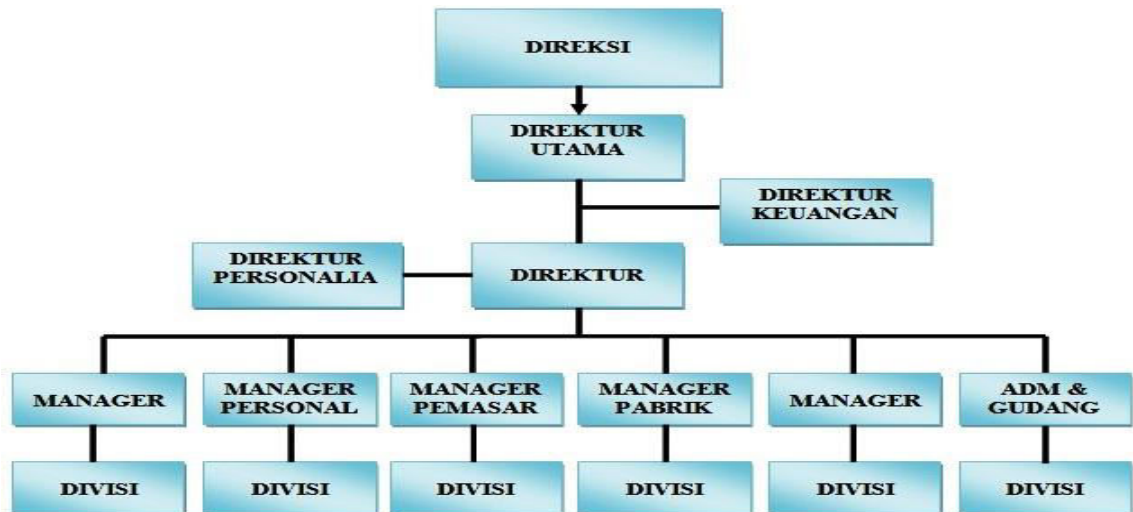 DIREKSI
DIREKTUR
UTAMA
DIREKTUR
KEUANGAN
DIREKTUR
PERSONALIA
DIREKTUR
MANAGER
MANAGER
PERSONAL
MANAGER
PEMASAR
MANAGER
PABRIK
MANAGER
ADM &
GUDANG
DIVISI
DIVISI
DIVISI
DIVISI
DIVISI
DIVISI